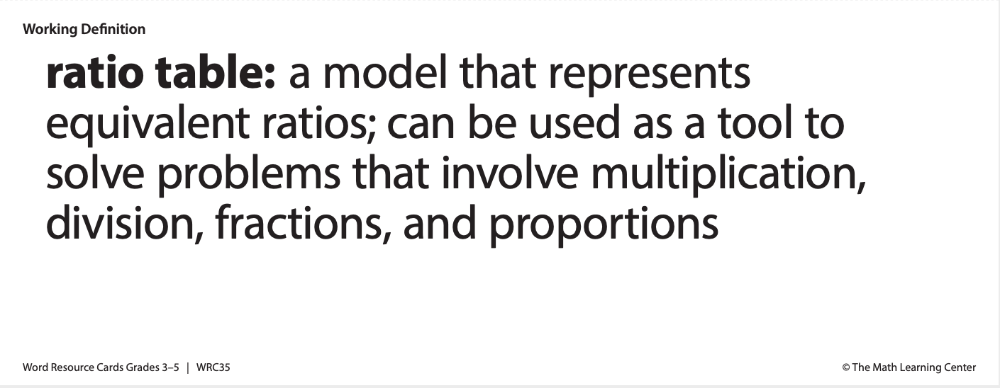 Working Definition
ratio table: a model that represents
equivalent ratios; can be used as a tool to
solve problems that involve multiplication,
division, fractions, and proportions
Word Resource Cards Grades 3–5 | WRC35
© The Math Learning Center